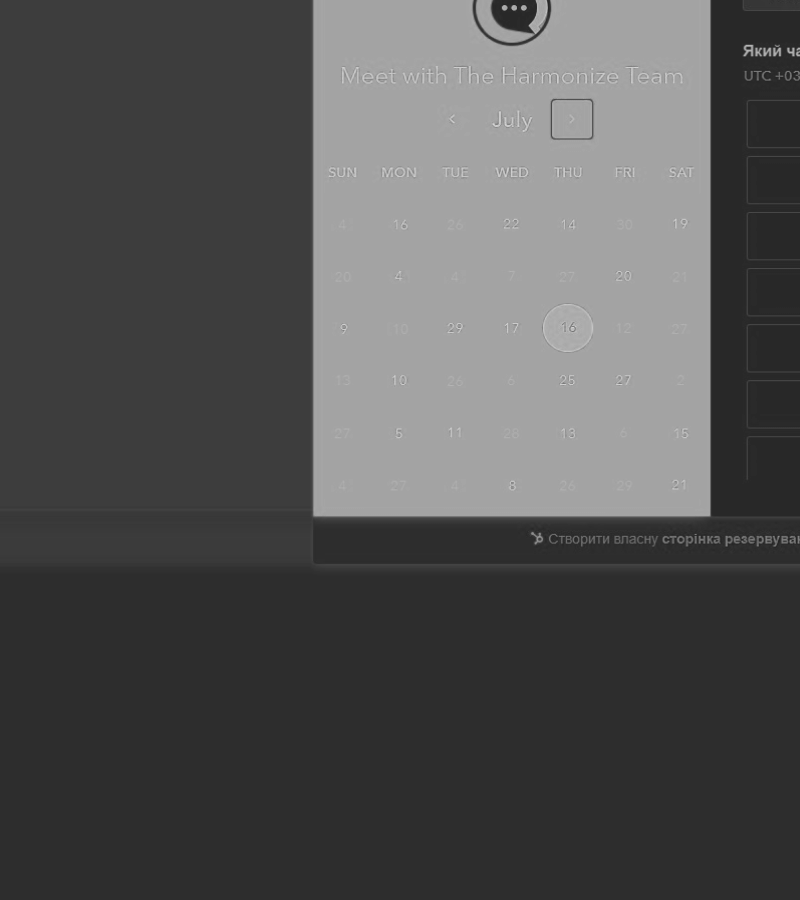 Meet with The Harmonize Team
July
SUN MON TUE WED THU FRI SAT
4 16 26 22 14 30 19
20 4 4 7 27 20 21
9 10 29 17 16 12 27
13 10 26 6 25 27 2
27 5 11 28 13 6 15
4 27 4 8 26 29 21
Який ча
UTC +03
Створити власну сторінка резервуван